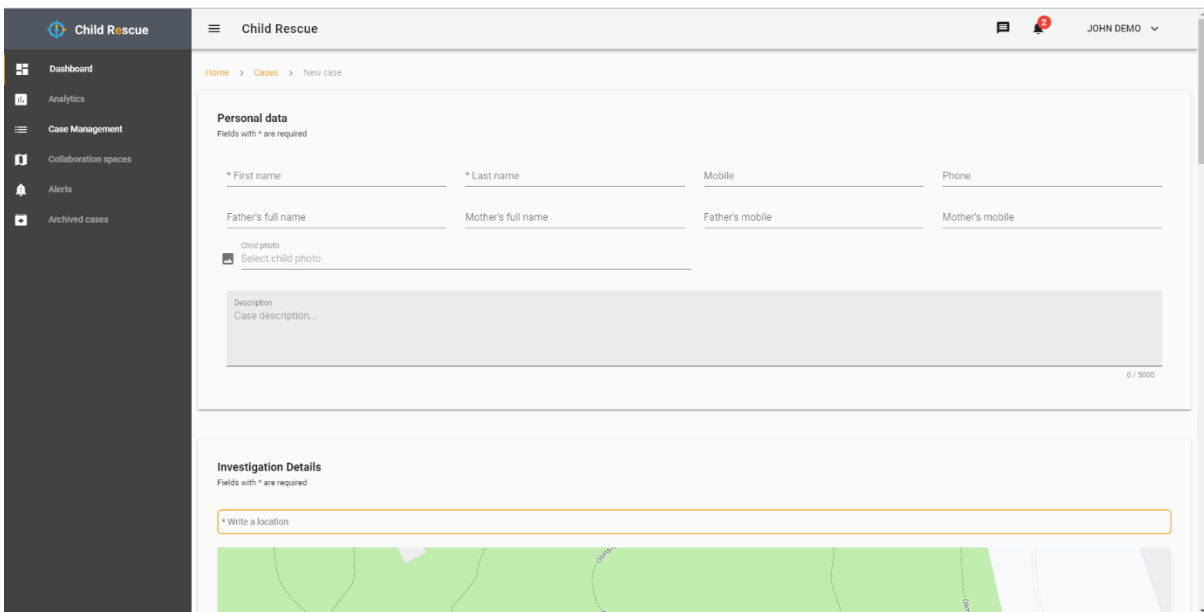 Child Rescue
Child Rescue
2
JOHN DEMO
Dashboard
Analytics
Case Management
Collaboration spaces
Alerts
Archived cases
Home > Cases > New case
Personal data
Fields with * are required
* First name * Last name Mobile Phone
Father's full name Mother's full name Father's mobile Mother's mobile
Child photo
Select child photo
Description
Case description...
0 / 5000
Investigation Details
Fields with * are required
* Write a location